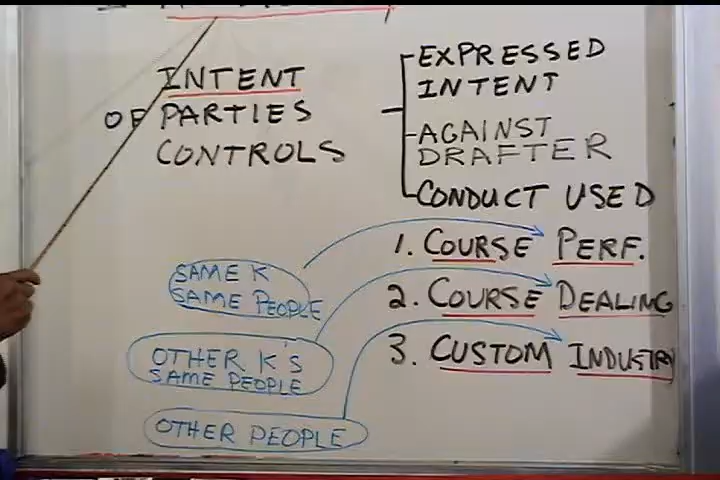 INTENT
OF PARTIES
CONTROLS
EXPRESSED
INTENT
AGAINST
DRAFTER
CONDUCT USED
1. COURSE PERF.
2. COURSE DEALING
3. CUSTOM INDUSTRY
SAME K
SAME PEOPLE
OTHER K'S
SAME PEOPLE
OTHER PEOPLE